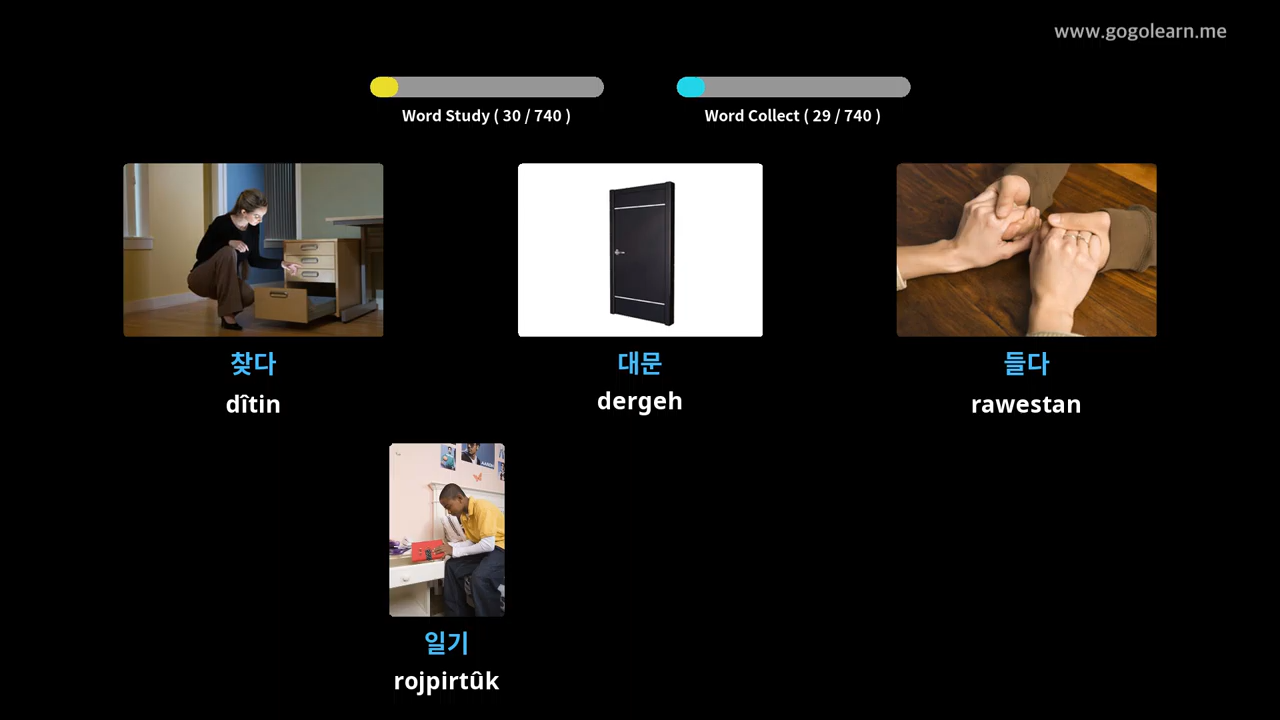 www.gogolearn.me
Word Study ( 30 / 740 )
Word Collect ( 29 / 740 )
찾다
dîtin
대문
dergeh
들다
rawestan
일기
rojpirtûk